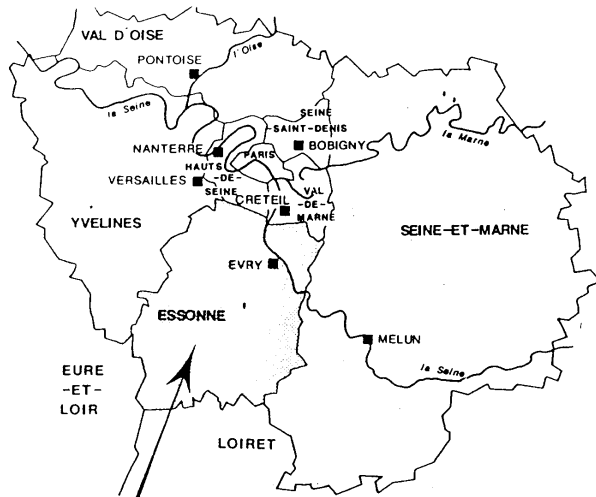 VAL D'OISE
PONTOISE
l'Oise
la Seine
SEINE
-SAINT-DENIS
la Marne
NANTERRE
PARIS
BOBIGNY
HAUTS
-DE-
SEINE
VERSAILLES
VAL
-DE-
MARNE
CRETEIL
YVELINES
SEINE-ET-MARNE
EVRY
ESSONNE
MELUN
EURE
-ET-
LOIR
la Seine
LOIRET